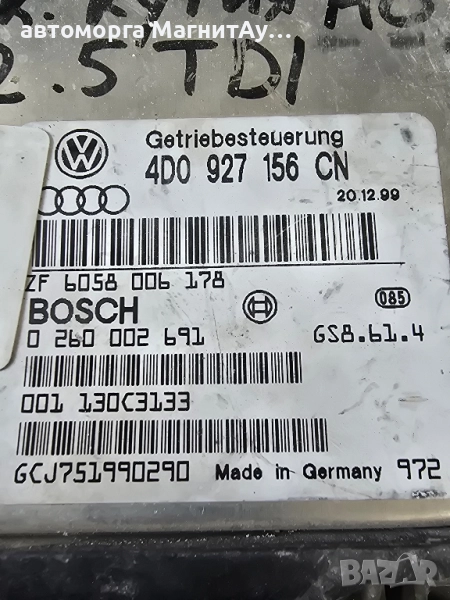 автоморга МагнитАу...
2.5 TDI
Getriebesteuerung
4D0 927 156 CN
20.12.99
ZF 6058 006 178
BOSCH
085
0 260 002 691
GS8.61.4
001 130C3133
GCJ751990290 Made in Germany 972
BAZAR